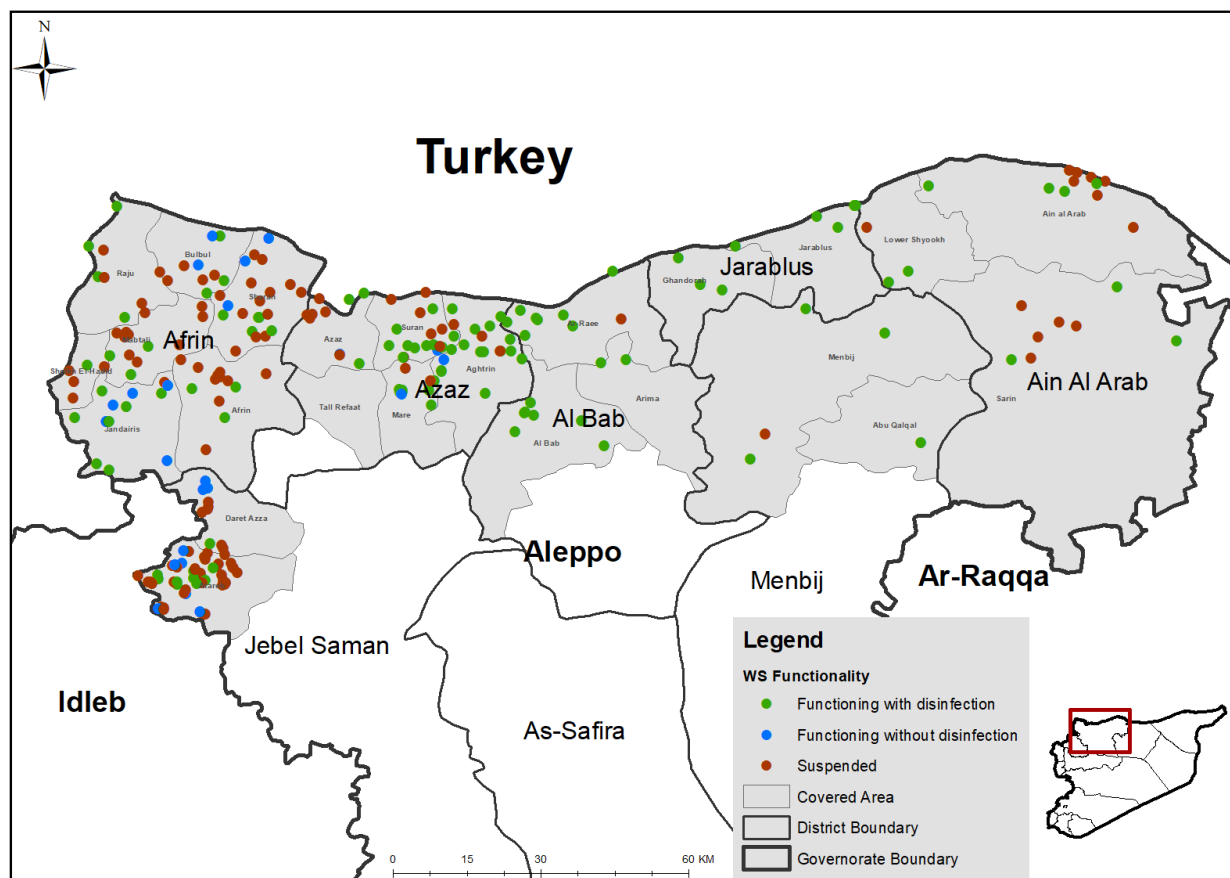 N
Turkey
Bulbul
Raju
Sharan
Afrin
Sheikh El-Hadid
Jandairis
Afrin
Azaz
Suran
Aghtrin
Azaz
Tall Refaat
Mare
Al Raee
Arima
Al Bab
Al Bab
Ghandorah
Jarablus
Jarablus
Lower Shyookh
Ain al Arab
Menbij
Abu Qalqal
Sarin
Ain Al Arab
Daret Azza
Aleppo
Menbij
Ar-Raqqa
Jebel Saman
Idleb
As-Safira
Legend
WS Functionality
Functioning with disinfection
Functioning without disinfection
Suspended
Covered Area
District Boundary
Governorate Boundary
0 15 30 60 KM